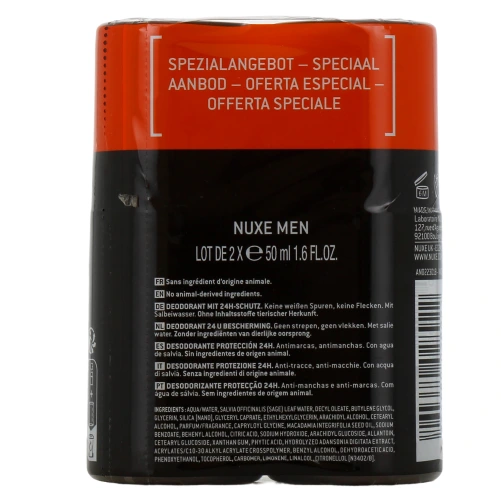 SPEZIALANGEBOT – SPECIAAL
AANBOD – OFERTA ESPECIAL –
OFFERTA SPECIALE
NUXE MEN
LOT DE 2 X ℮ 50 ml 1.6 FL.OZ.
FR Sans ingrédient d'origine animale.
EN No animal-derived ingredients.
DE DEODORANT MIT 24H-SCHUTZ. Keine weißen Spuren, keine Flecken. Mit
Salbeiwasser. Ohne Inhaltsstoffe tierischer Herkunft.
NL DEODORANT 24 U BESCHERMING. Geen strepen, geen vlekken. Met salie
water. Zonder ingrediënten van dierlijke oorsprong.
ES DESODORANTE PROTECCIÓN 24H. Antimarcas, antimanchas. Con agua
de salvia. Sin ingredientes de origen animal.
IT DEODORANTE PROTEZIONE 24H. Anti-tracce, anti-macchie. Con acqua
di salvia. Senza ingredienti di origine animale.
PT DESODORIZANTE PROTECÇÃO 24H. Anti-manchas e anti-marcas. Com
água de sálvia. Sem ingredientes de origem animal.
INGREDIENTS: AQUA/WATER, SALVIA OFFICINALIS (SAGE) LEAF WATER, DECYL OLEATE, BUTYLENE GLYCOL,
GLYCERIN, SILICA [NANO], GLYCERYL CAPRATE, ETHYLHEXYLGLYCERIN, ARACHIDYL ALCOHOL, CETEARYL
ALCOHOL, PARFUM/FRAGRANCE, CAPRYLYL GLYCINE, MACADAMIA INTEGRIFOLIA SEED OIL, SODIUM
BENZOATE, BEHENYL ALCOHOL, CITRIC ACID, SODIUM HYDROXIDE, ARACHIDYL GLUCOSIDE, ALLANTOIN,
CETEARYL GLUCOSIDE, XANTHAN GUM, PHYTIC ACID, HYDROLYZED ADANSONIA DIGITATA EXTRACT,
ACRYLATES/C10-30 ALKYL ACRYLATE CROSSPOLYMER, BENZYL ALCOHOL, DEHYDROACETIC ACID,
PHENOXYETHANOL, TOCOPHEROL, CARBOMER, LIMONENE, LINALOOL, CITRONELLOL [N3402/B].
Laboratoire
92100
NUXE UK